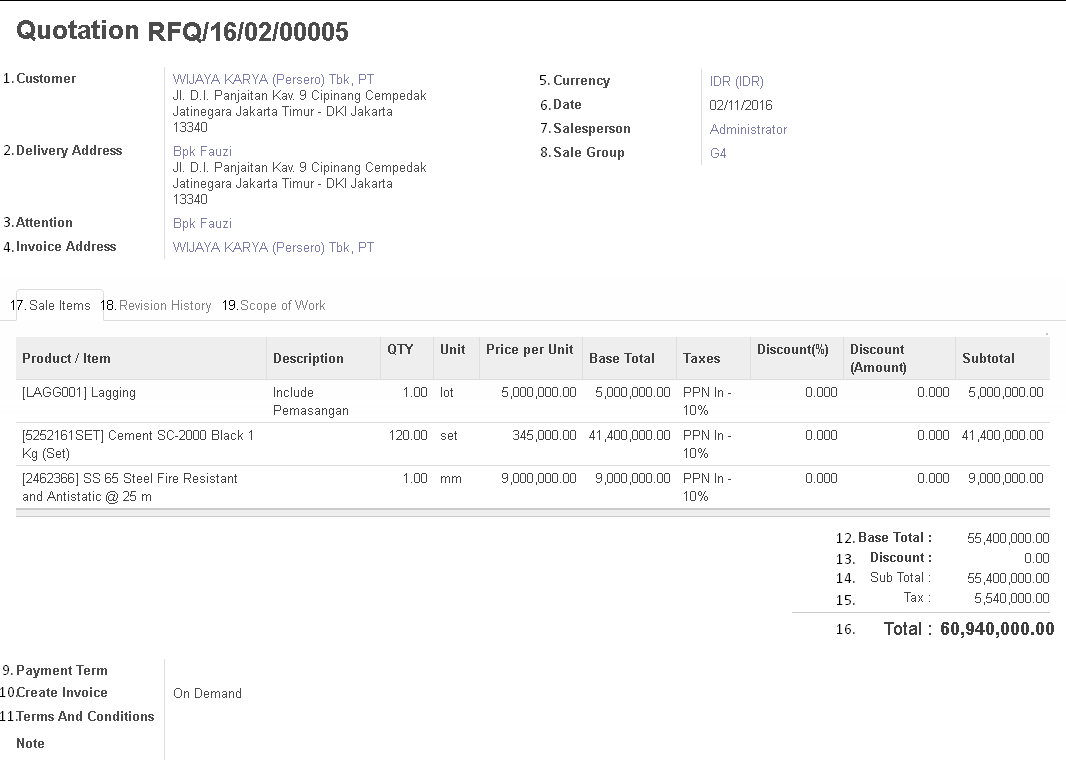 Quotation RFQ/16/02/00005
1. Customer
WIJAYA KARYA (Persero) Tbk, PT
Jl. D.I. Panjaitan Kav. 9 Cipinang Cempedak
Jatinegara Jakarta Timur - DKI Jakarta
13340
2. Delivery Address
Bpk Fauzi
Jl. D.I. Panjaitan Kav. 9 Cipinang Cempedak
Jatinegara Jakarta Timur - DKI Jakarta
13340
3. Attention Bpk Fauzi
4. Invoice Address WIJAYA KARYA (Persero) Tbk, PT
5. Currency IDR (IDR)
6. Date 02/11/2016
7. Salesperson Administrator
8. Sale Group G4
17. Sale Items 18. Revision History 19. Scope of Work
Product / Item Description QTY Unit Price per Unit Base Total Taxes Discount(%) Discount (Amount) Subtotal
[LAGG001] Lagging Include 1.00 lot 5,000,000.00 5,000,000.00 PPN In - 0.000 0.000 5,000,000.00
Pemasangan 10%
[5252161SET] Cement SC-2000 Black 1 120.00 set 345,000.00 41,400,000.00 PPN In - 0.000 0.000 41,400,000.00
Kg (Set) 10%
[2462366] SS 65 Steel Fire Resistant 1.00 mm 9,000,000.00 9,000,000.00 PPN In - 0.000 0.000 9,000,000.00
and Antistatic @ 25 m 10%
12. Base Total : 55,400,000.00
13. Discount : 0.00
14. Sub Total : 55,400,000.00
15. Tax : 5,540,000.00
16. Total : 60,940,000.00
9. Payment Term
10. Create Invoice On Demand
11. Terms And Conditions
Note